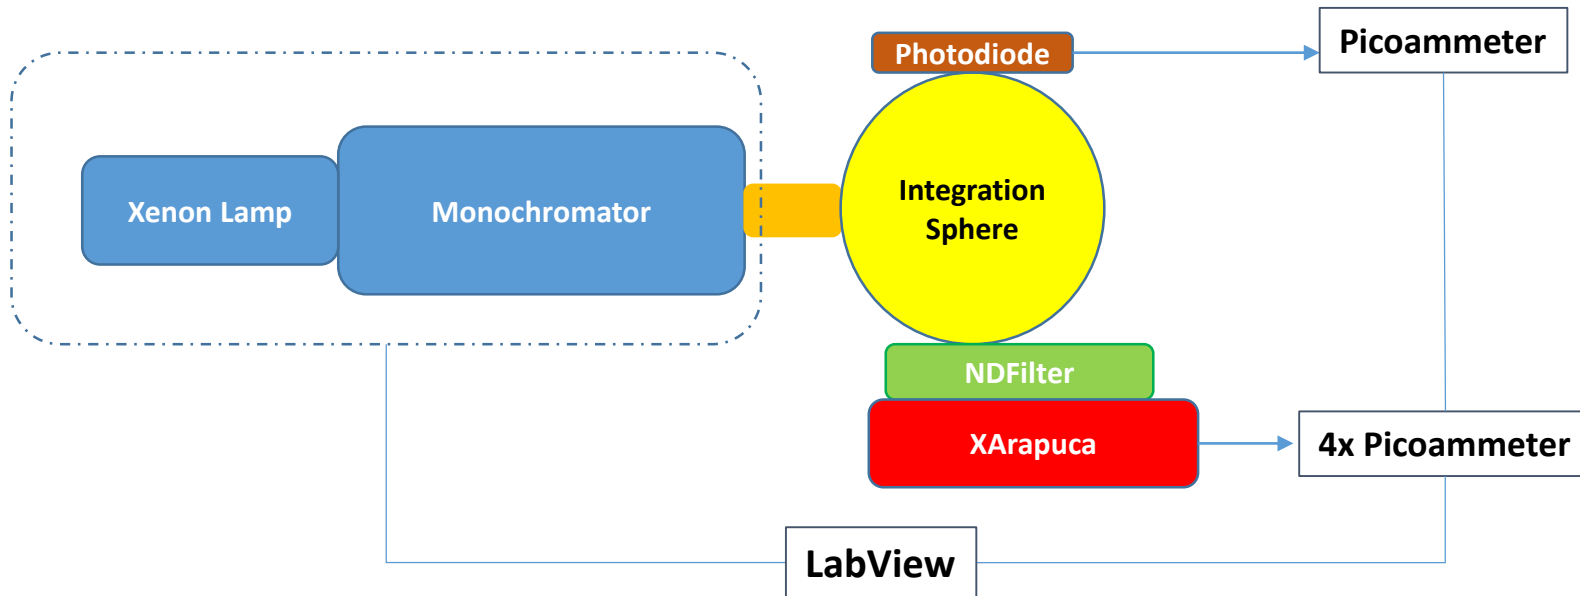 Photodiode
Picoammeter
Xenon Lamp
Monochromator
Integration
Sphere
NDFilter
XArapuca
4x Picoammeter
LabView